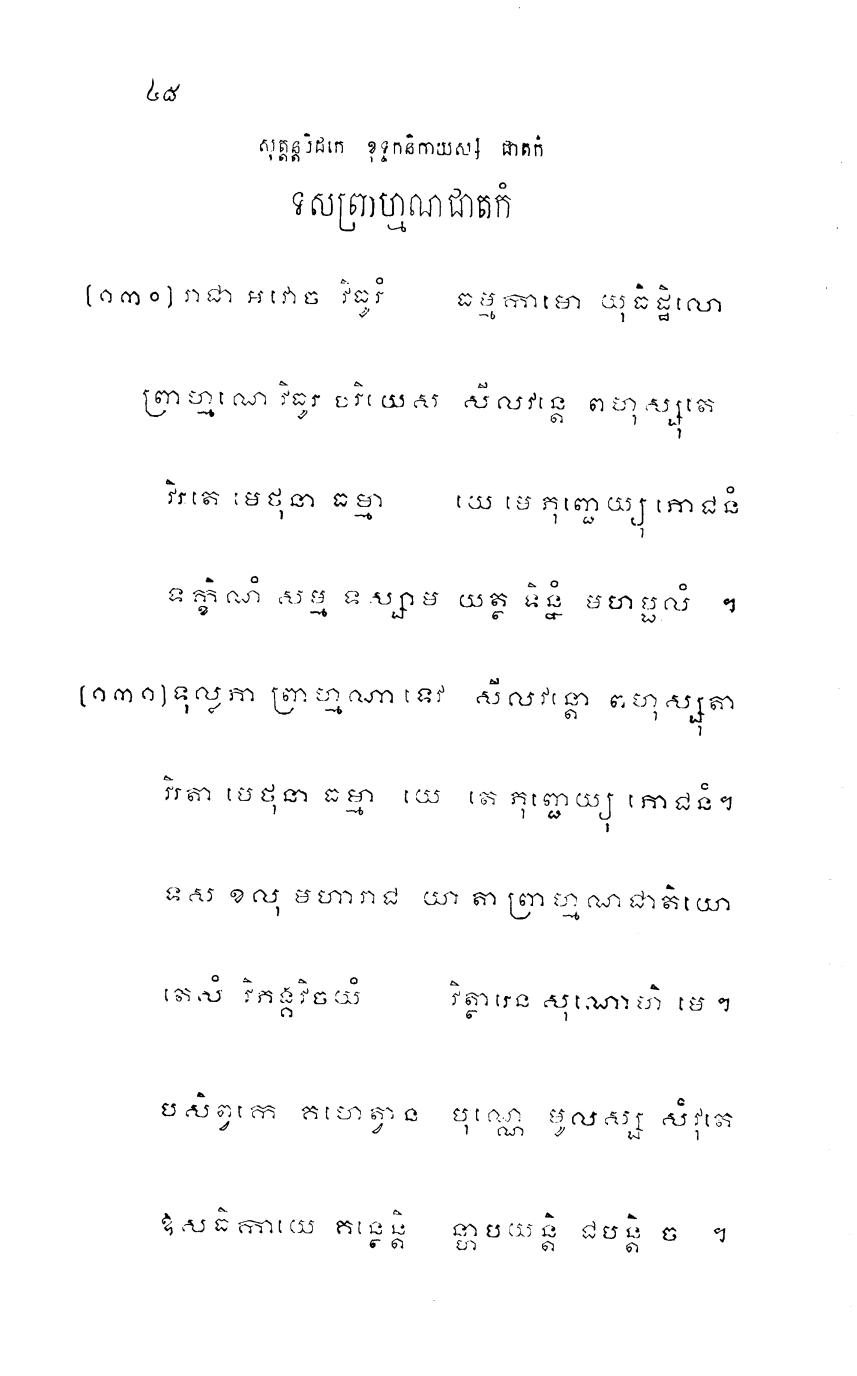 ៤៥
សុត្តន្តបិដកេ ខុទ្ទកនិកាយស្ស ជាតកំ
ទសព្រាហ្មណជាតកំ
[១៣០] រាជា អវោច វិធូរំ ធម្មកាមោ យុធិដ្ឋិលោ
ព្រាហ្មណេ វិធូរ បរិយេស សីលវន្តេ ពហុស្សុតេ
វិរតេ មេថុនា ធម្មា យេ មេ ភុញ្ជេយ្យុ ភោជនំ
ទក្ខិណំ សម្ម ទស្សាម យត្ថ ទិន្នំ មហប្ផលំ ។
[១៣១] ទុល្លភា ព្រាហ្មណា ទេវ សីលវន្តោ ពហុស្សុតា
វិរតា មេថុនា ធម្មា យេ តេ ភុញ្ជេយ្យុ ភោជនំ។
ទស ខលុ មហារាជ យា តា ព្រាហ្មណជាតិយោ
តេសំ វិភង្គវិចយំ វិត្ថារេន សុណោហិ មេ ។
បសិព្វកេ គហេត្វាន បុណ្ណេ មូលស្ស សំវុតេ
ឱសធិកាយេ គន្ថេន្តិ ន្ហាបយន្តិ ជបន្តិ ច ។